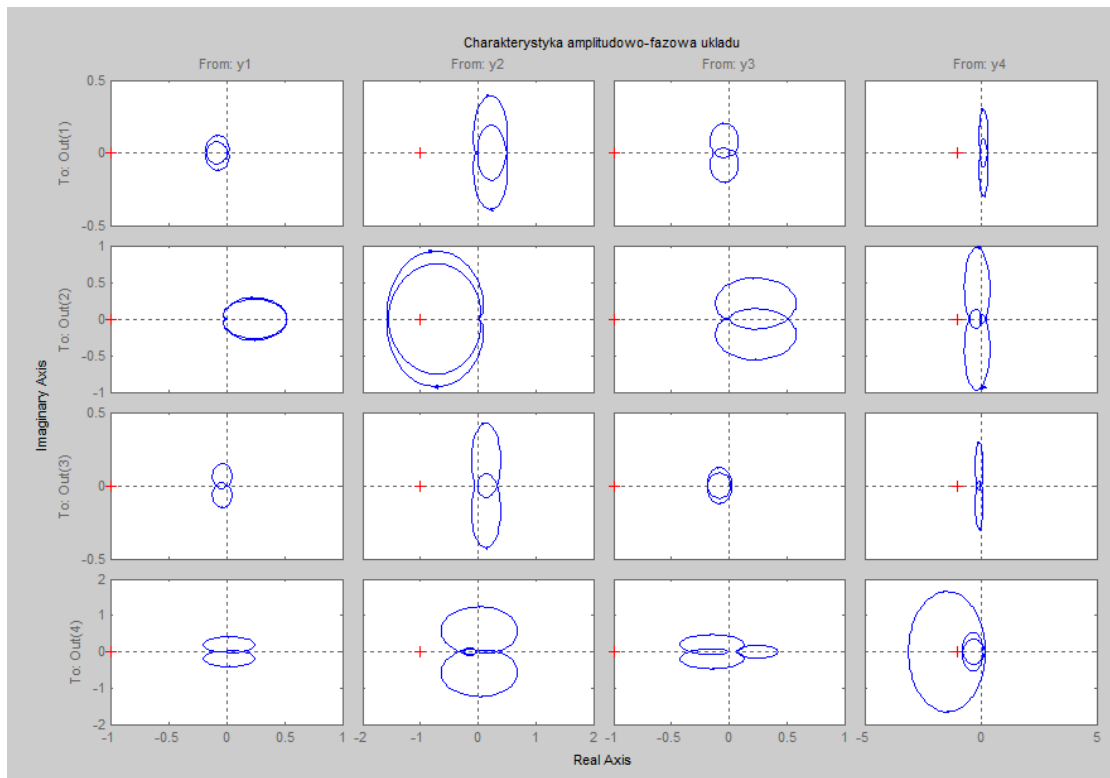 Charakterystyka amplitudowo-fazowa ukladu
From: y1 From: y2 From: y3 From: y4
Imaginary Axis
To: Out(1)
0.5
0
-0.5
To: Out(2)
1
0.5
0
-0.5
-1
To: Out(3)
0.5
0
-0.5
To: Out(4)
2
1
0
-1
-2
-1 -0.5 0 0.5 1 -2 -1 0 1 2 -1 -0.5 0 0.5 1 -5 0 5
Real Axis